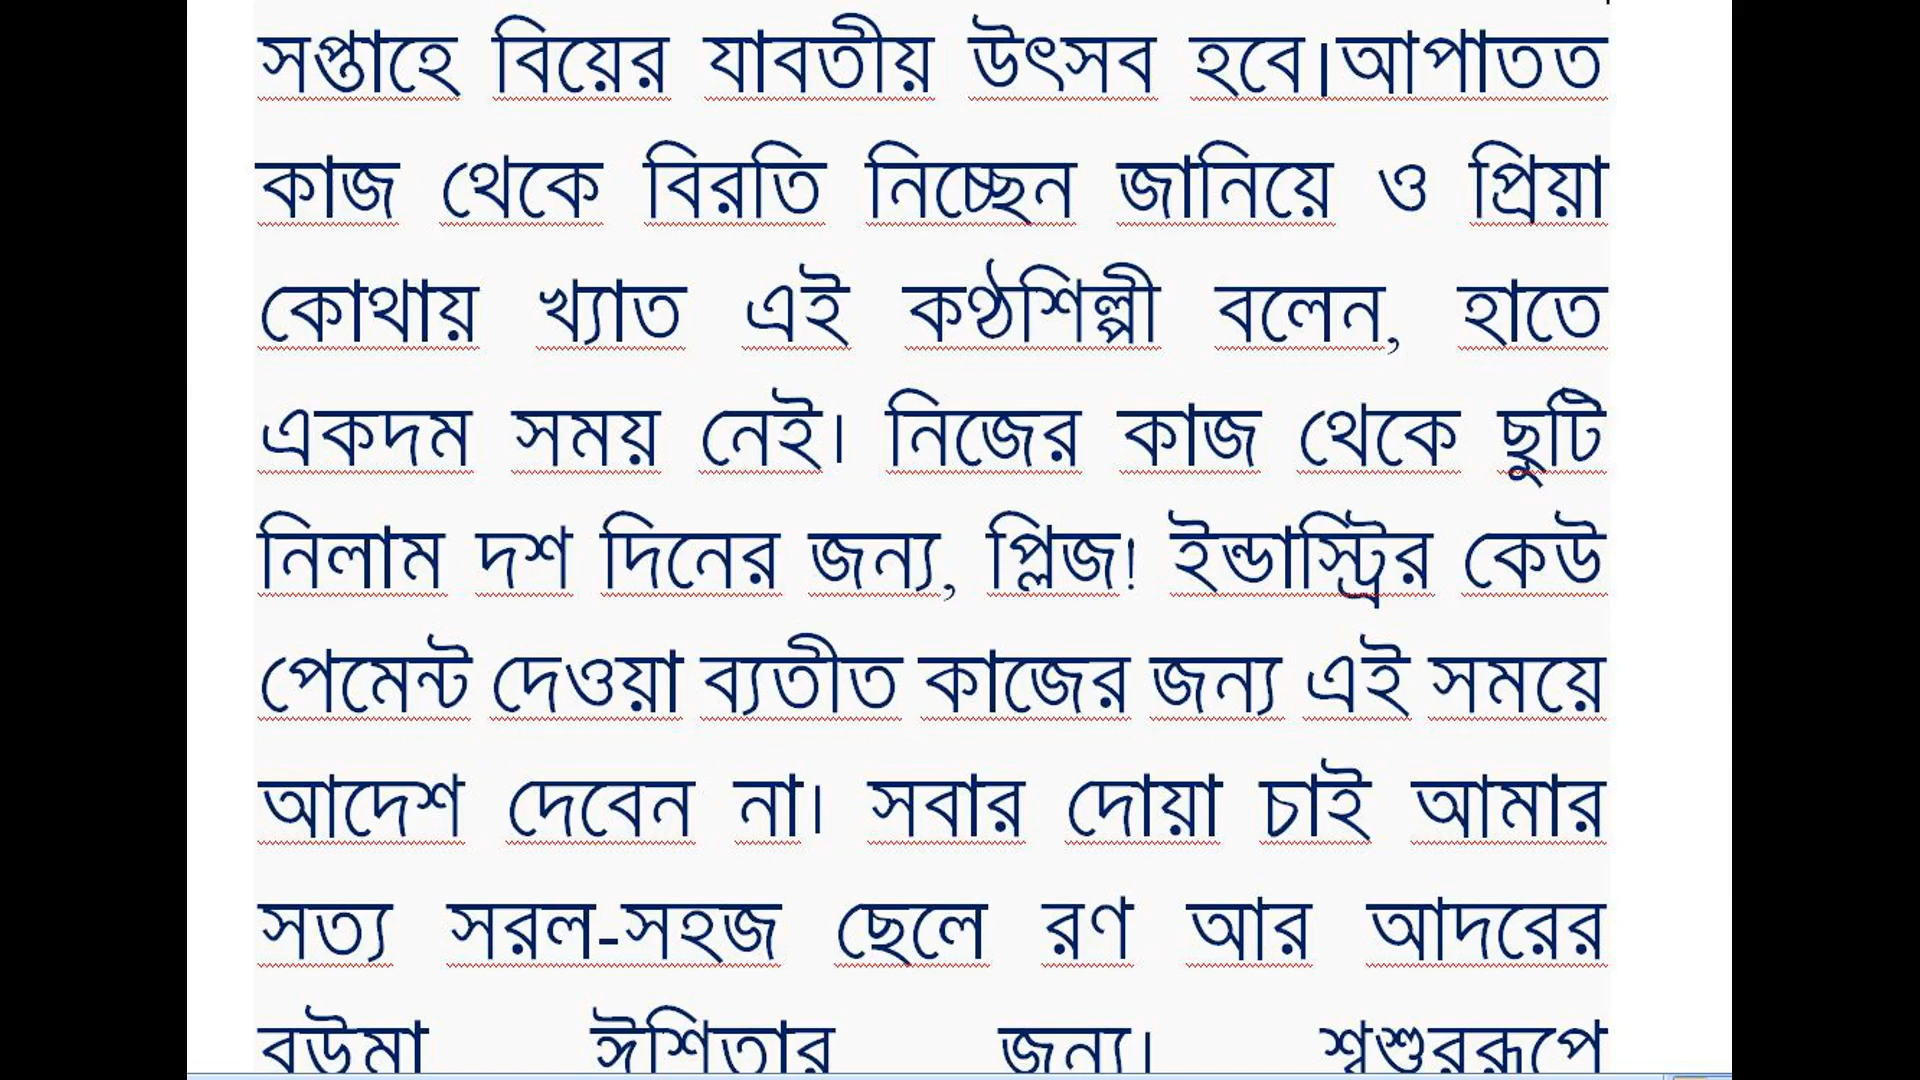 সপ্তাহে বিয়ের যাবতীয় উৎসব হবে।আপাতত
কাজ থেকে বিরতি নিচ্ছেন জানিয়ে ও প্রিয়া
কোথায় খ্যাত এই কণ্ঠশিল্পী বলেন, হাতে
একদম সময় নেই। নিজের কাজ থেকে ছুটি
নিলাম দশ দিনের জন্য, প্লিজ! ইন্ডাস্ট্রির কেউ
পেমেন্ট দেওয়া ব্যতীত কাজের জন্য এই সময়ে
আদেশ দেবেন না। সবার দোয়া চাই আমার
সত্য সরল-সহজ ছেলে রণ আর আদরের
বউমা ঈশিতার জন্য। শ্বশুররূপে